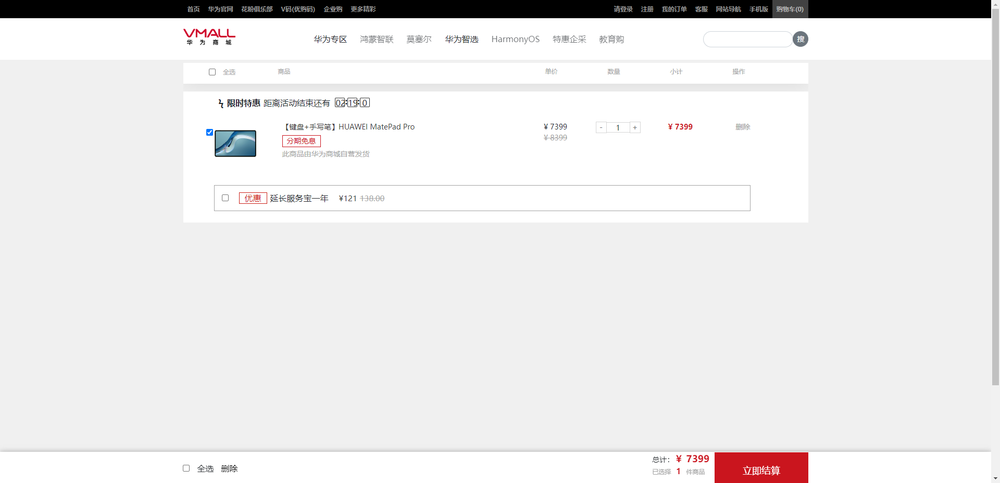 首页 华为官网 花粉俱乐部 V码(优购码) 企业购 更多精彩 请登录 注册 我的订单 客服 网站导航 手机版 购物车(0)
VMALL
华为商城
华为专区 鸿蒙智联 莫塞尔 华为智选 HarmonyOS 特惠企采 教育购 搜
全选 商品 单价 数量 小计 操作
限时特惠 距离活动结束还有 02:19:0
【键盘+手写笔】HUAWEI MatePad Pro ¥ 7399 - 1 + ¥ 7399 删除
¥ 8399
分期免息
此商品由华为商城自营发货
优惠 延长服务宝一年 ¥121 138.00
全选 删除 总计： ¥ 7399 立即结算
已选择 1 件商品